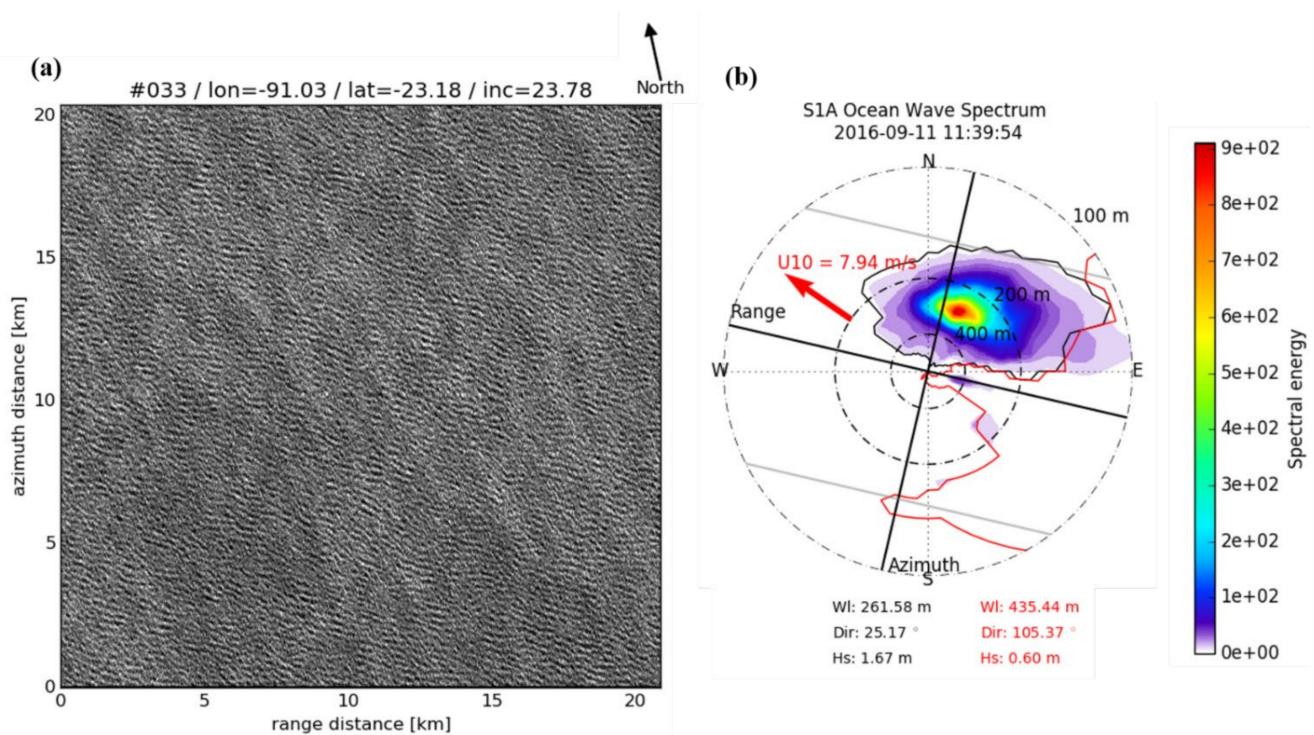 (a)
#033 / lon=-91.03 / lat=-23.18 / inc=23.78
North
20
15
10
5
0
azimuth distance [km]
0 5 10 15 20
range distance [km]
(b)
S1A Ocean Wave Spectrum
2016-09-11 11:39:54
N
100 m
U10 = 7.94 m/s
200 m
Range
400 m
W
E
Azimuth
S
Wl: 261.58 m
Dir: 25.17 °
Hs: 1.67 m
Wl: 435.44 m
Dir: 105.37 °
Hs: 0.60 m
9e+02
8e+02
7e+02
6e+02
5e+02
4e+02
3e+02
2e+02
1e+02
0e+00
Spectral energy